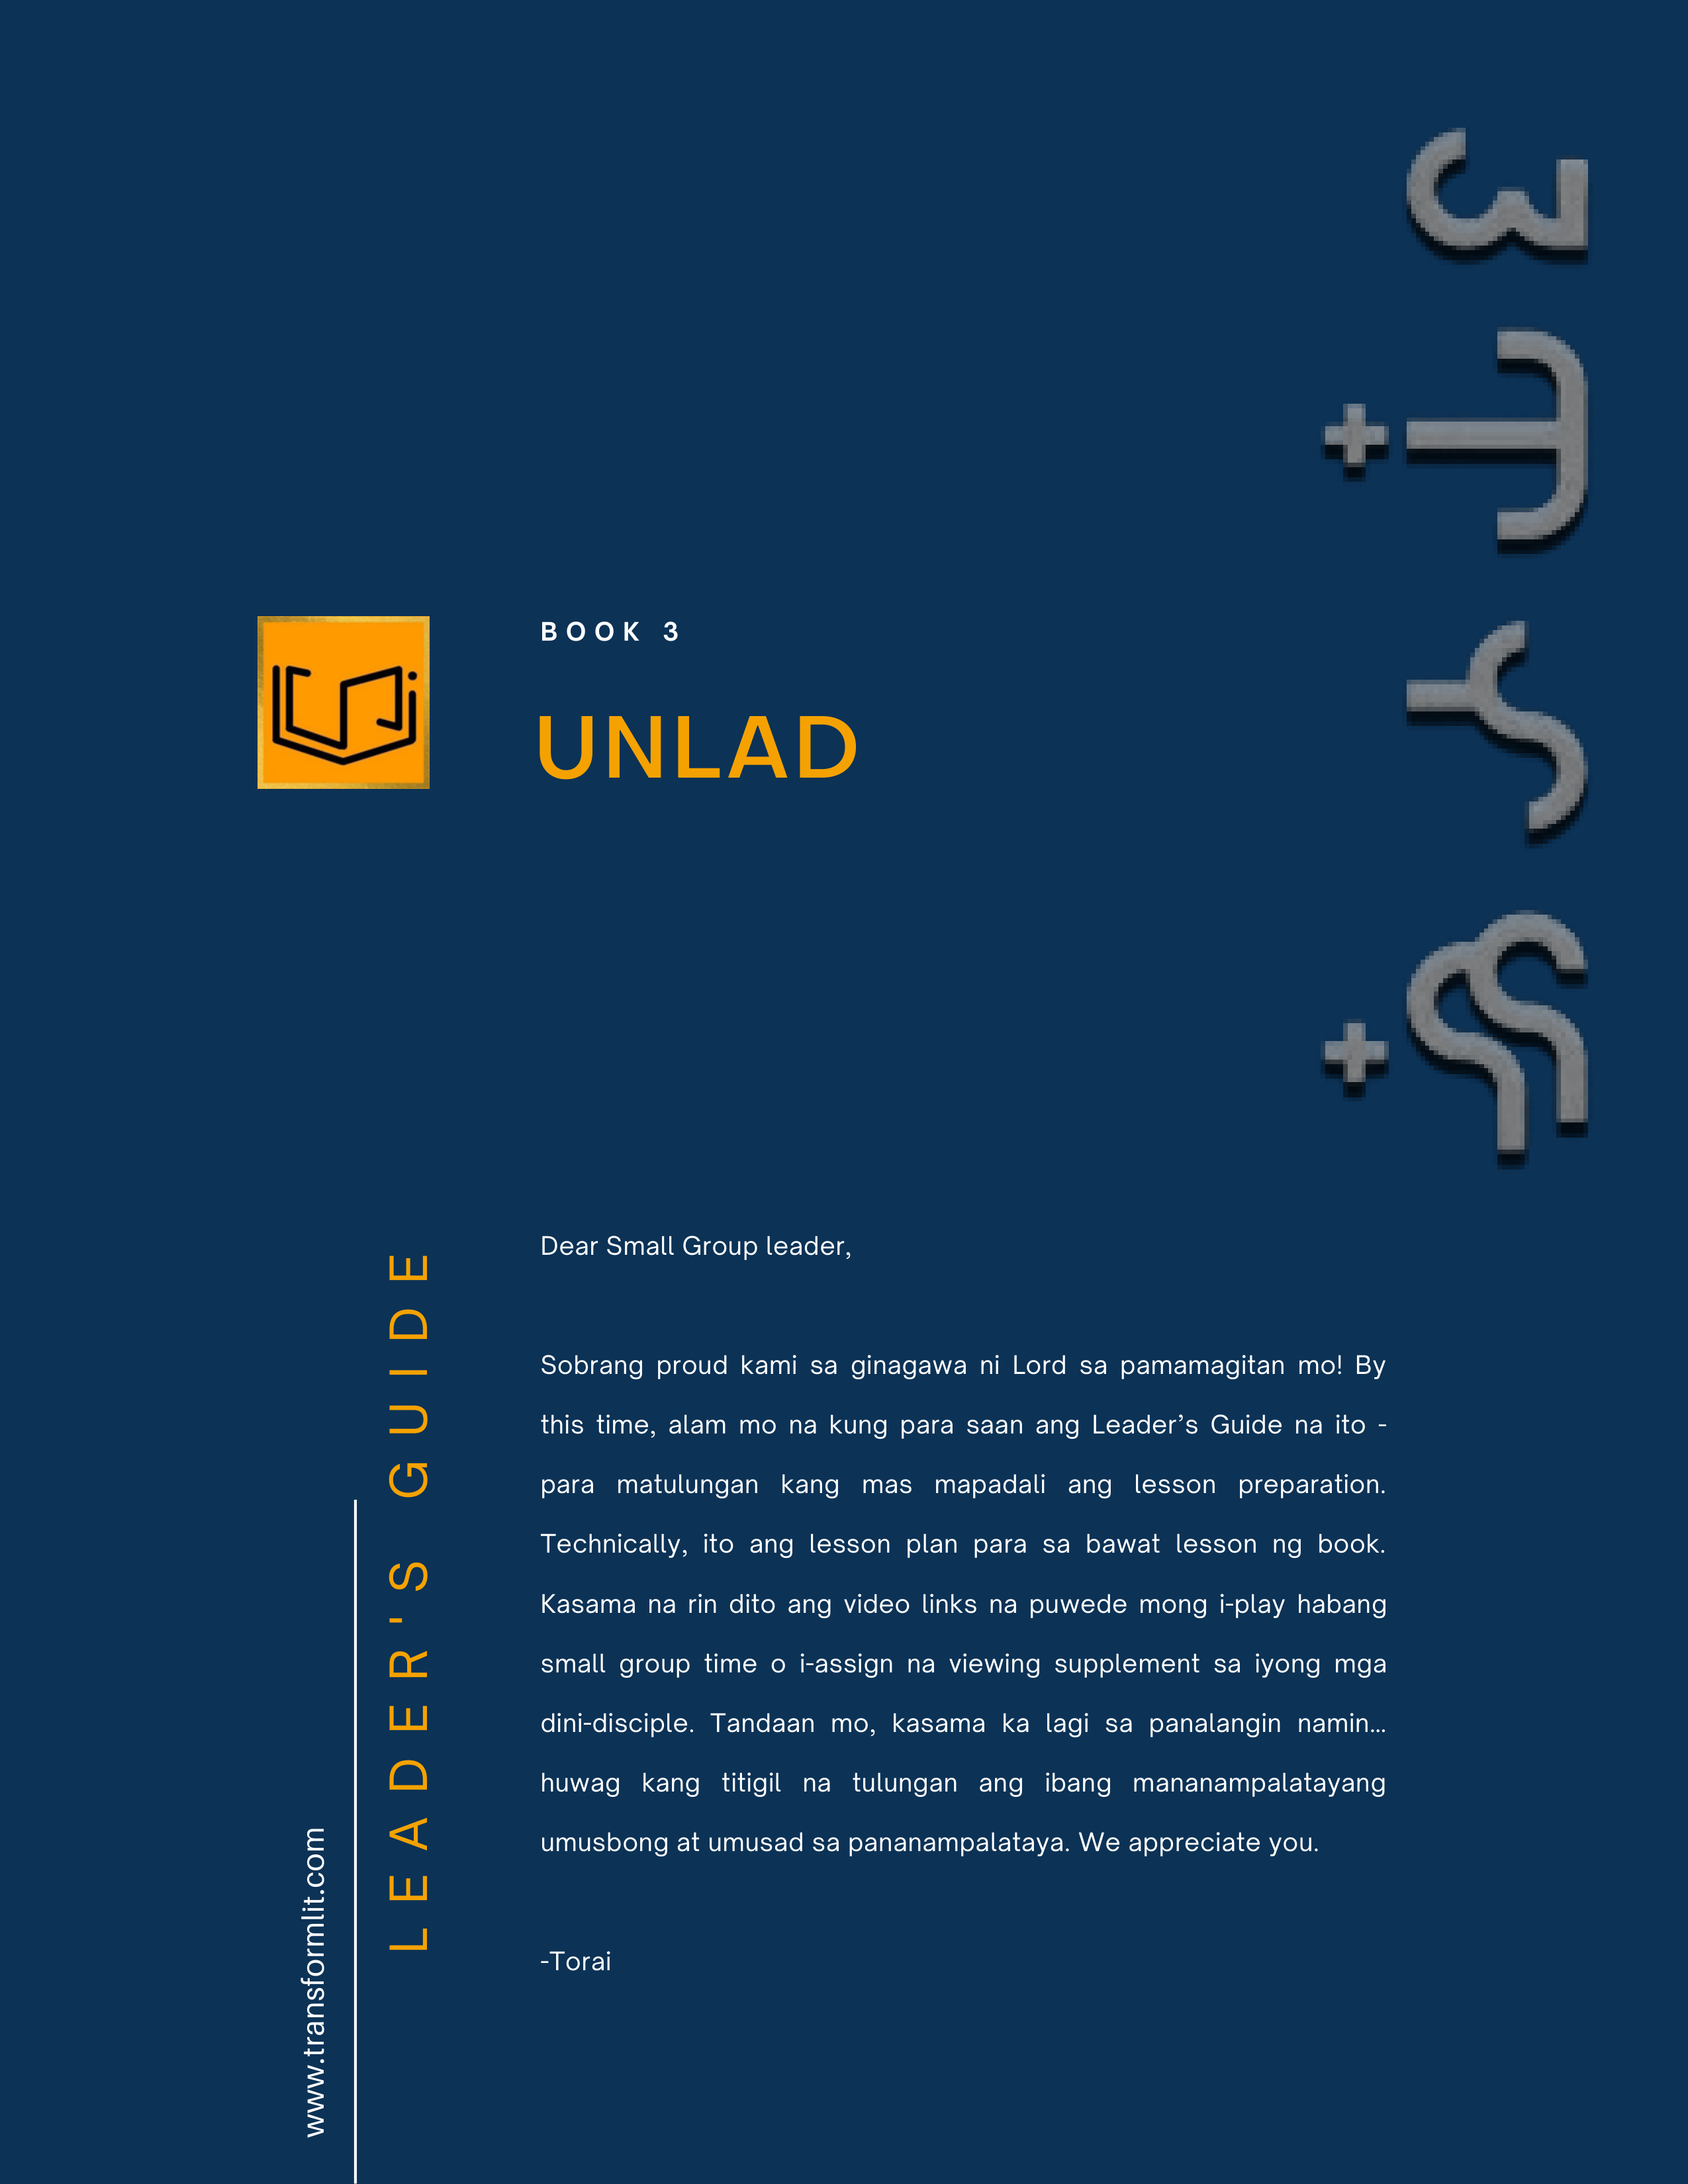 ᜂᜈ᜔ᜎᜇ᜔
BOOK 3
UNLAD
LEADER'S GUIDE
www.transformlit.com
Dear Small Group leader,
Sobrang proud kami sa ginagawa ni Lord sa pamamagitan mo! By
this time, alam mo na kung para saan ang Leader’s Guide na ito -
para matulungan kang mas mapadali ang lesson preparation.
Technically, ito ang lesson plan para sa bawat lesson ng book.
Kasama na rin dito ang video links na puwede mong i-play habang
small group time o i-assign na viewing supplement sa iyong mga
dini-disciple. Tandaan mo, kasama ka lagi sa panalangin namin...
huwag kang titigil na tulungan ang ibang mananampalatayang
umusbong at umusad sa pananampalataya. We appreciate you.
-Torai